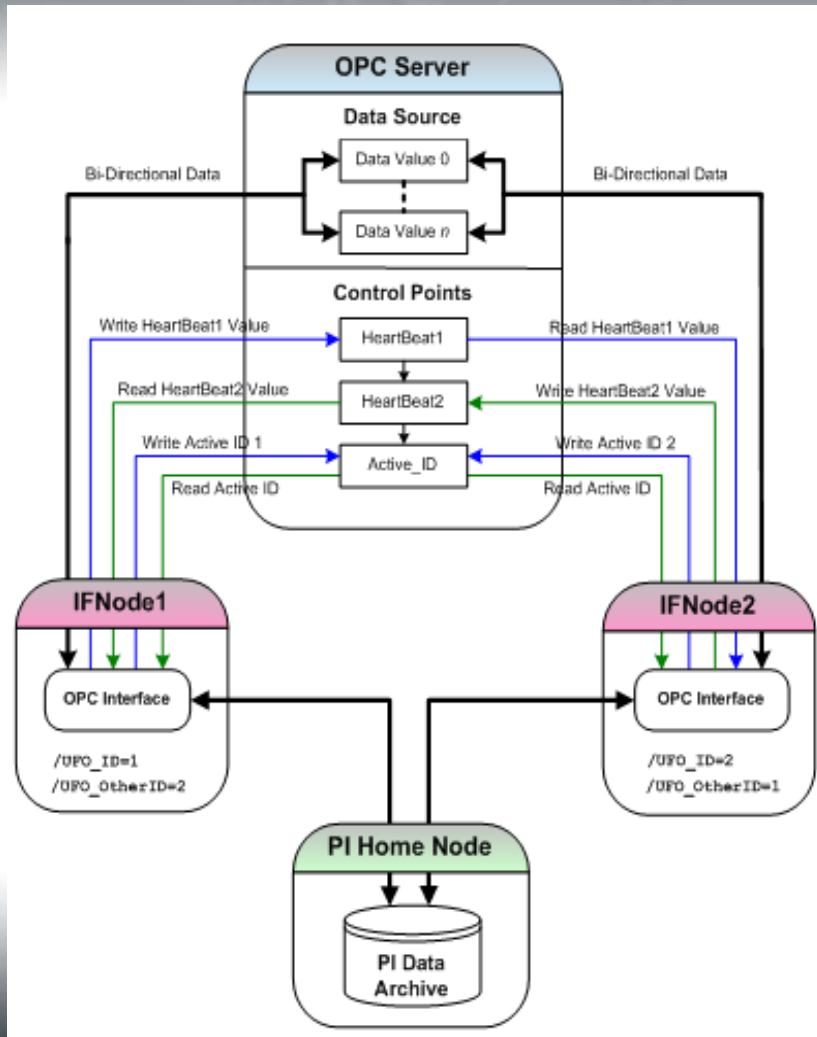 OPC Server
Data Source
Data Value 0
Bi-Directional Data
Bi-Directional Data
Data Value n
Control Points
Write HeartBeat1 Value
Read HeartBeat1 Value
HeartBeat1
Read HeartBeat2 Value
Write HeartBeat2 Value
HeartBeat2
Write Active ID 1
Write Active ID 2
Active_ID
Read Active ID
Read Active ID
IFNode1
IFNode2
OPC Interface
OPC Interface
/UFO_ID=1
/UFO_OtherID=2
/UFO_ID=2
/UFO_OtherID=1
PI Home Node
PI Data
Archive